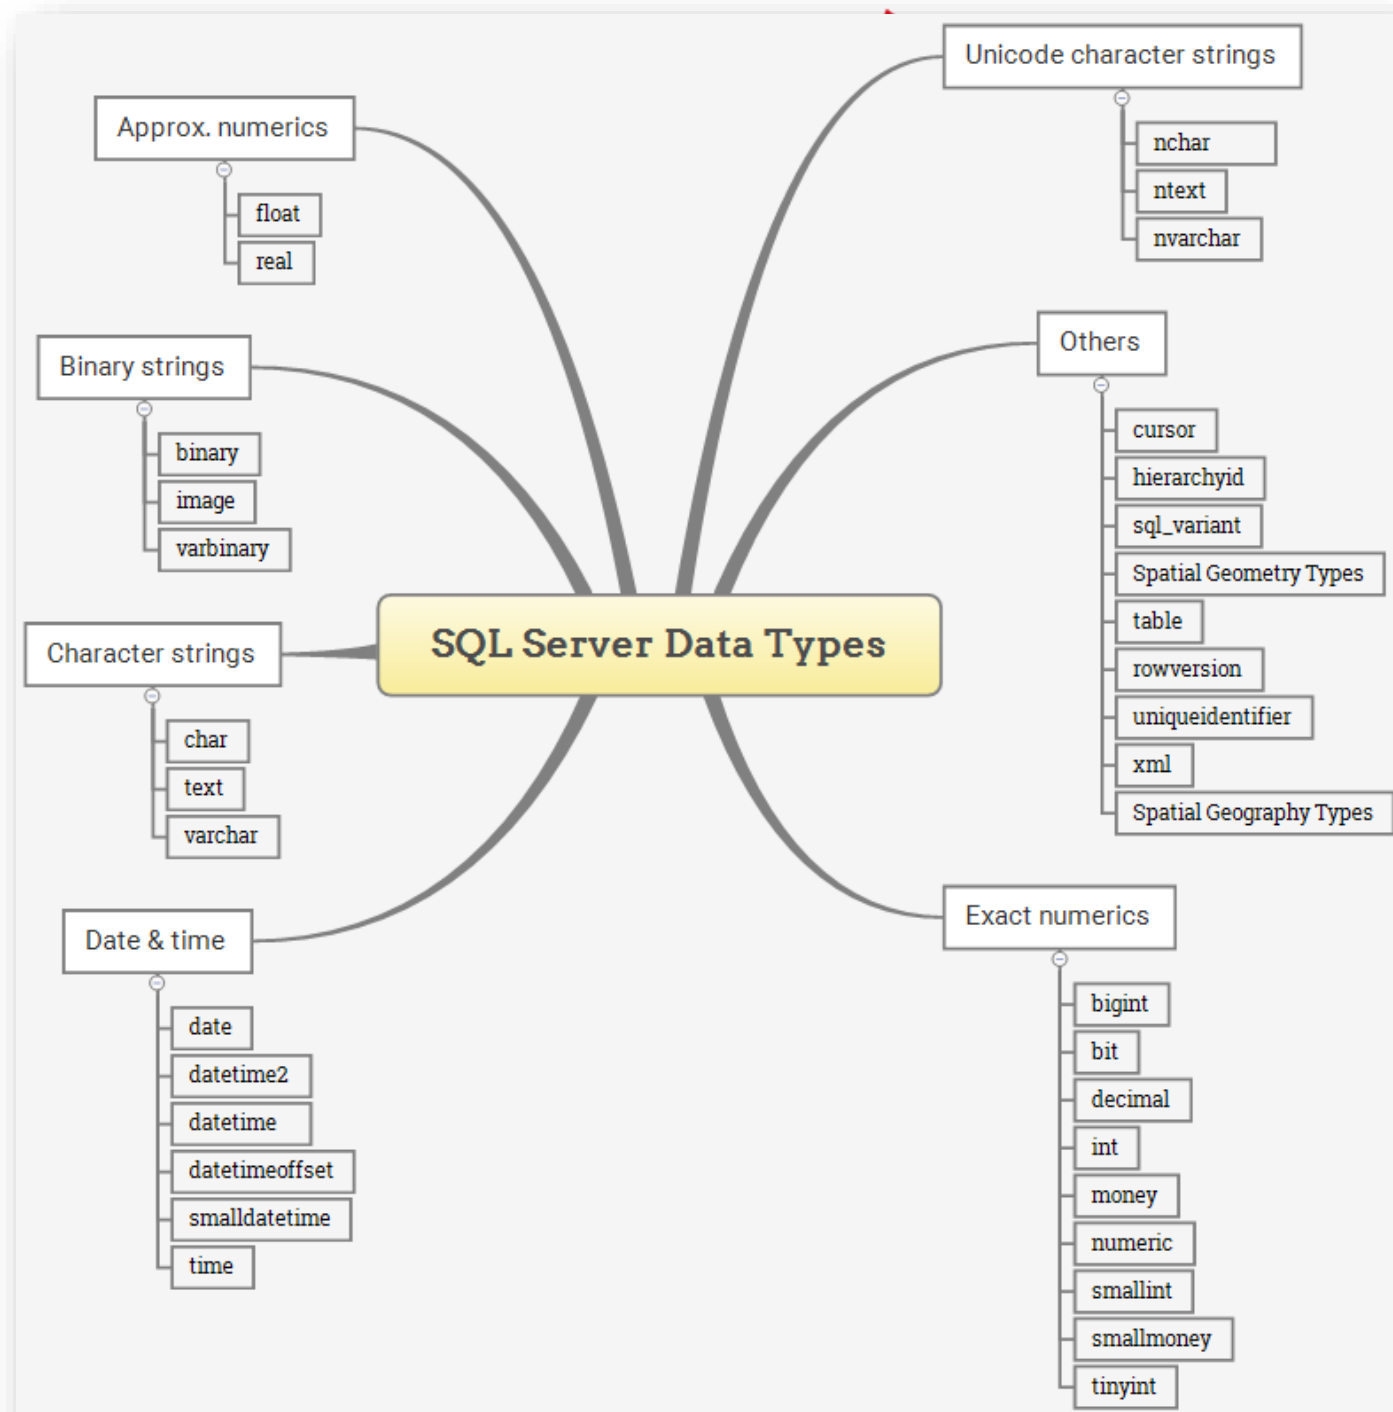 Unicode character strings
nchar
ntext
nvarchar
Approx. numerics
float
real
Binary strings
binary
image
varbinary
Others
cursor
hierarchyid
sql_variant
Spatial Geometry Types
table
rowversion
uniqueidentifier
xml
Spatial Geography Types
SQL Server Data Types
Character strings
char
text
varchar
Date & time
date
datetime2
datetime
datetimeoffset
smalldatetime
time
Exact numerics
bigint
bit
decimal
int
money
numeric
smallint
smallmoney
tinyint